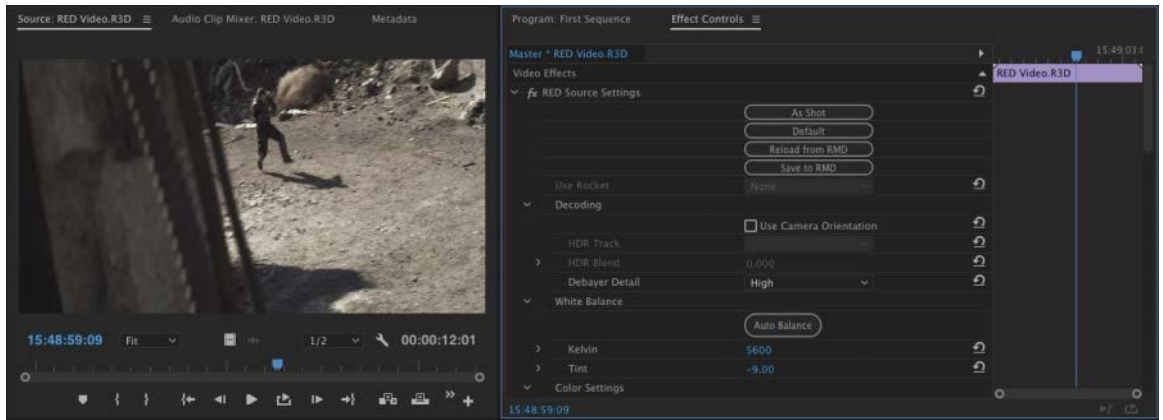 Source: RED Video.R3D
Audio Clip Mixer: RED Video.R3D
Metadata
15:48:59:09
Fit
1/2
00:00:12:01
Program: First Sequence
Effect Controls
Master * RED Video.R3D
15:49:03:
Video Effects
RED Video.R3D
fx RED Source Settings
As Shot
Default
Reload from RMD
Save to RMD
Use Rocket None
Decoding
Use Camera Orientation
HDR Track
HDR Blend 0.000
Debayer Detail High
White Balance
Auto Balance
Kelvin 5600
Tint -9.00
Color Settings
15:48:59:09